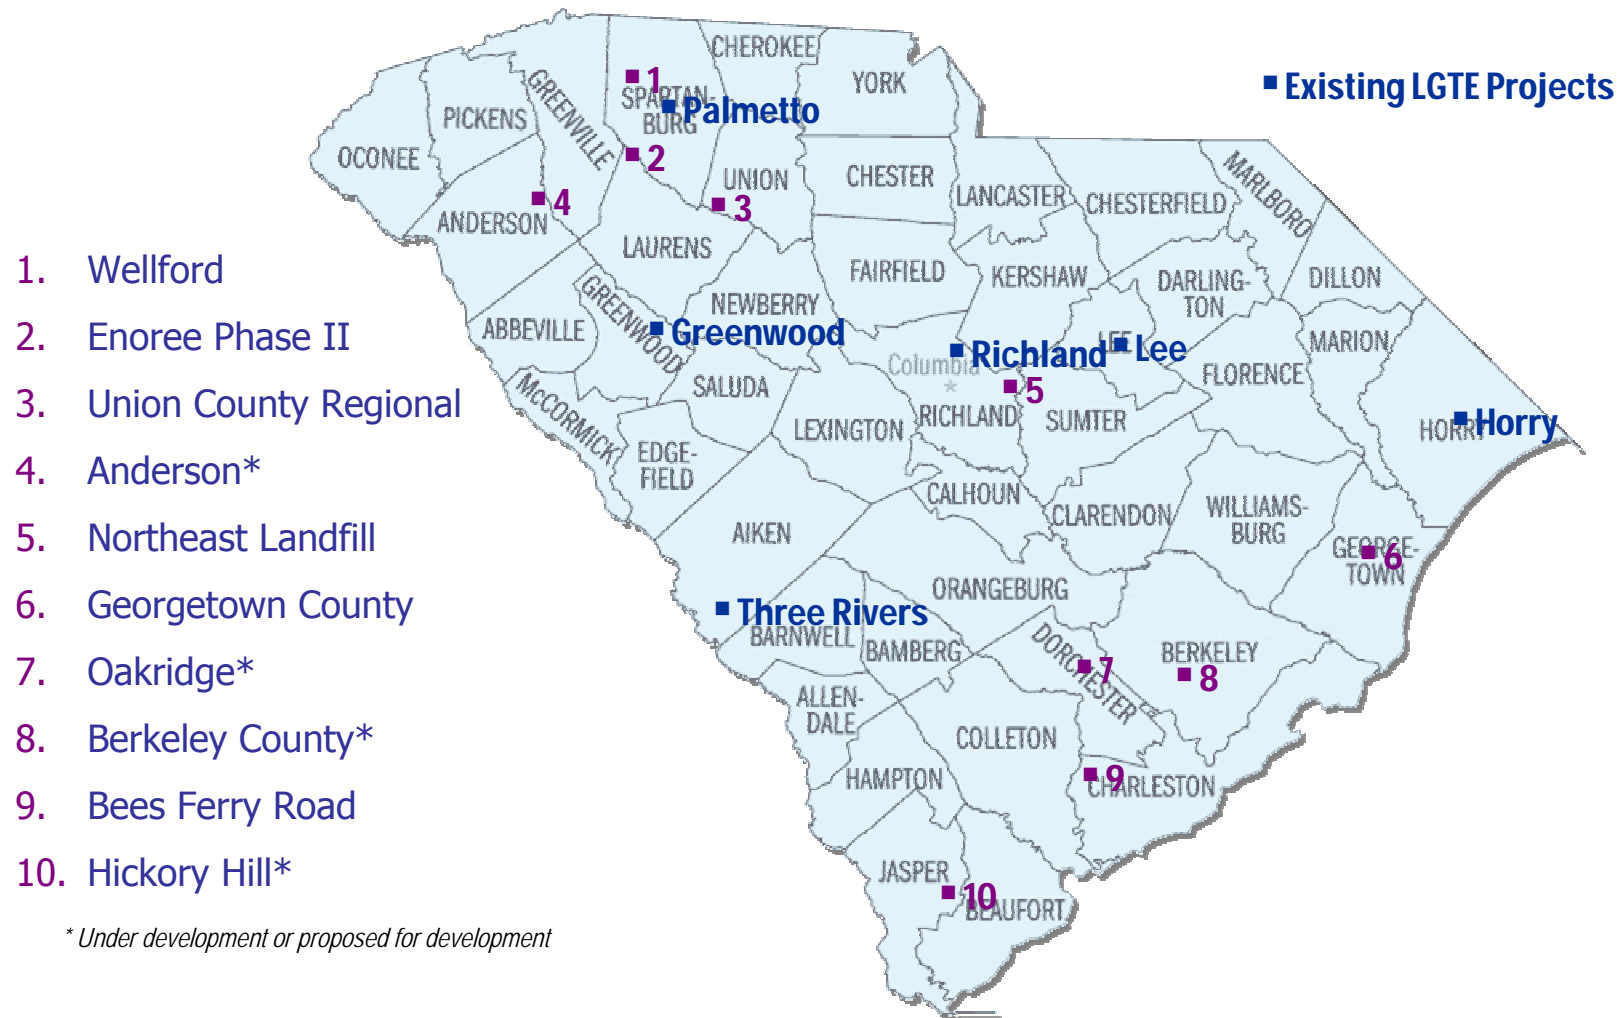 CHEROKEE
YORK
1
SPARTAN-
BURG
Palmetto
Existing LGTE Projects
GREENVILLE
PICKENS
OCONEE
2
UNION
CHESTER
LANCASTER
CHESTERFIELD
MARLBORO
4
3
ANDERSON
LAURENS
FAIRFIELD
KERSHAW
DARLING-
TON
DILLON
GREENWOOD
NEWBERRY
ABBEVILLE
Greenwood
Columbia
*
Richland
LEE
Lee
MARION
FLORENCE
McCORMICK
SALUDA
5
RICHLAND
SUMTER
LEXINGTON
HORRY
Horry
EDGE-
FIELD
CALHOUN
CLARENDON
WILLIAMS-
BURG
AIKEN
GEORGE-
TOWN
6
ORANGEBURG
Three Rivers
BARNWELL
BAMBERG
DORCHESTER
7
BERKELEY
8
ALLEN-
DALE
COLLETON
HAMPTON
9
CHARLESTON
JASPER
10
BEAUFORT
1. Wellford
2. Enoree Phase II
3. Union County Regional
4. Anderson*
5. Northeast Landfill
6. Georgetown County
7. Oakridge*
8. Berkeley County*
9. Bees Ferry Road
10. Hickory Hill*
* Under development or proposed for development